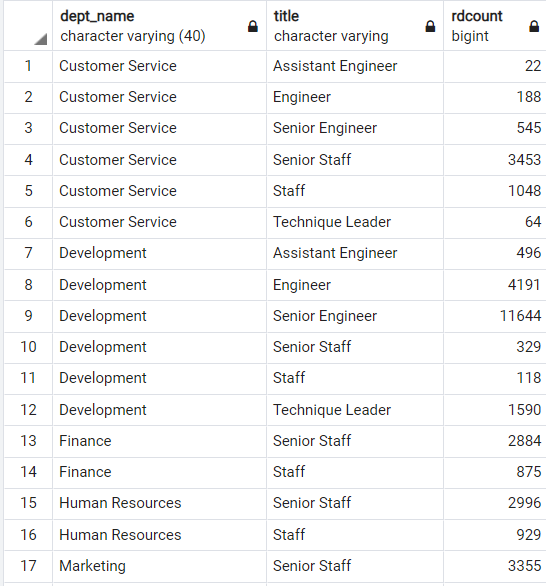 dept_name title rdcount
character varying (40) character varying bigint
1 Customer Service Assistant Engineer 22
2 Customer Service Engineer 188
3 Customer Service Senior Engineer 545
4 Customer Service Senior Staff 3453
5 Customer Service Staff 1048
6 Customer Service Technique Leader 64
7 Development Assistant Engineer 496
8 Development Engineer 4191
9 Development Senior Engineer 11644
10 Development Senior Staff 329
11 Development Staff 118
12 Development Technique Leader 1590
13 Finance Senior Staff 2884
14 Finance Staff 875
15 Human Resources Senior Staff 2996
16 Human Resources Staff 929
17 Marketing Senior Staff 3355